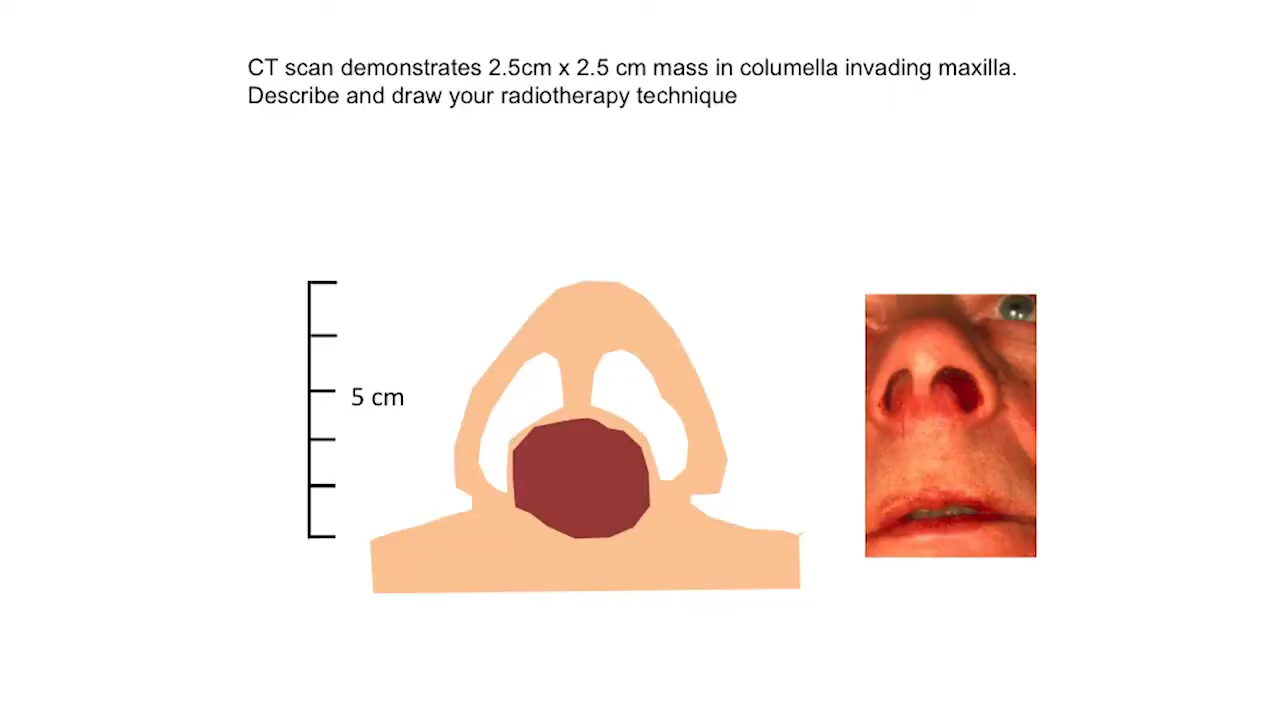 CT scan demonstrates 2.5cm x 2.5 cm mass in columella invading maxilla.
Describe and draw your radiotherapy technique
5 cm